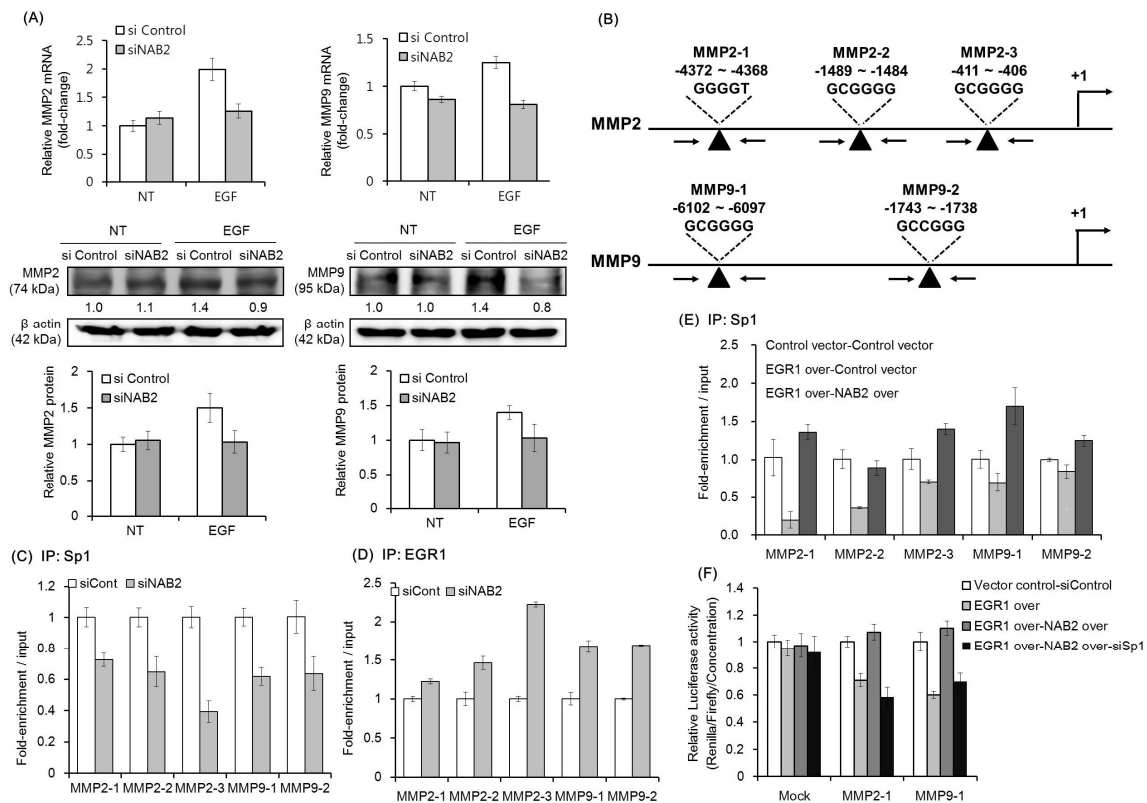 (A)
si Control
siNAB2
Relative MMP2 mRNA
(fold-change)
2.5
2
1.5
1
0.5
0
NT EGF
si Control
siNAB2
Relative MMP9 mRNA
(fold-change)
1.5
1
0.5
0
NT EGF
NT EGF
si Control siNAB2 si Control siNAB2
MMP2
(74 kDa)
1.0 1.1 1.4 0.9
β actin
(42 kDa)
NT EGF
si Control siNAB2 si Control siNAB2
MMP9
(95 kDa)
1.0 1.0 1.4 0.8
β actin
(42 kDa)
si Control
siNAB2
Relative MMP2 protein
2
1.5
1
0.5
0
NT EGF
si Control
siNAB2
Relative MMP9 protein
2
1.5
1
0.5
0
NT EGF
(B)
MMP2-1 MMP2-2 MMP2-3
-4372 ~ -4368 -1489 ~ -1484 -411 ~ -406
GGGGT GCGGGG GCGGGG
+1
MMP2
MMP9-1 MMP9-2
-6102 ~ -6097 -1743 ~ -1738
GCGGGG GCCGGG
+1
MMP9
(C) IP: Sp1
siCont siNAB2
Fold-enrichment / input
1.2
1
0.8
0.6
0.4
0.2
0
MMP2-1 MMP2-2 MMP2-3 MMP9-1 MMP9-2
(D) IP: EGR1
siCont siNAB2
Fold-enrichment / input
2.5
2
1.5
1
0.5
0
MMP2-1 MMP2-2 MMP2-3 MMP9-1 MMP9-2
(E) IP: Sp1
Control vector-Control vector
EGR1 over-Control vector
EGR1 over-NAB2 over
Fold-enrichment / input
2.0
1.5
1.0
0.5
0.0
MMP2-1 MMP2-2 MMP2-3 MMP9-1 MMP9-2
(F)
Vector control-siControl
EGR1 over
EGR1 over-NAB2 over
EGR1 over-NAB2 over-siSp1
Relative Luciferase activity
(Renilla/Firefly/Concentration)
1.4
1.2
1
0.8
0.6
0.4
0.2
0
Mock MMP2-1 MMP9-1